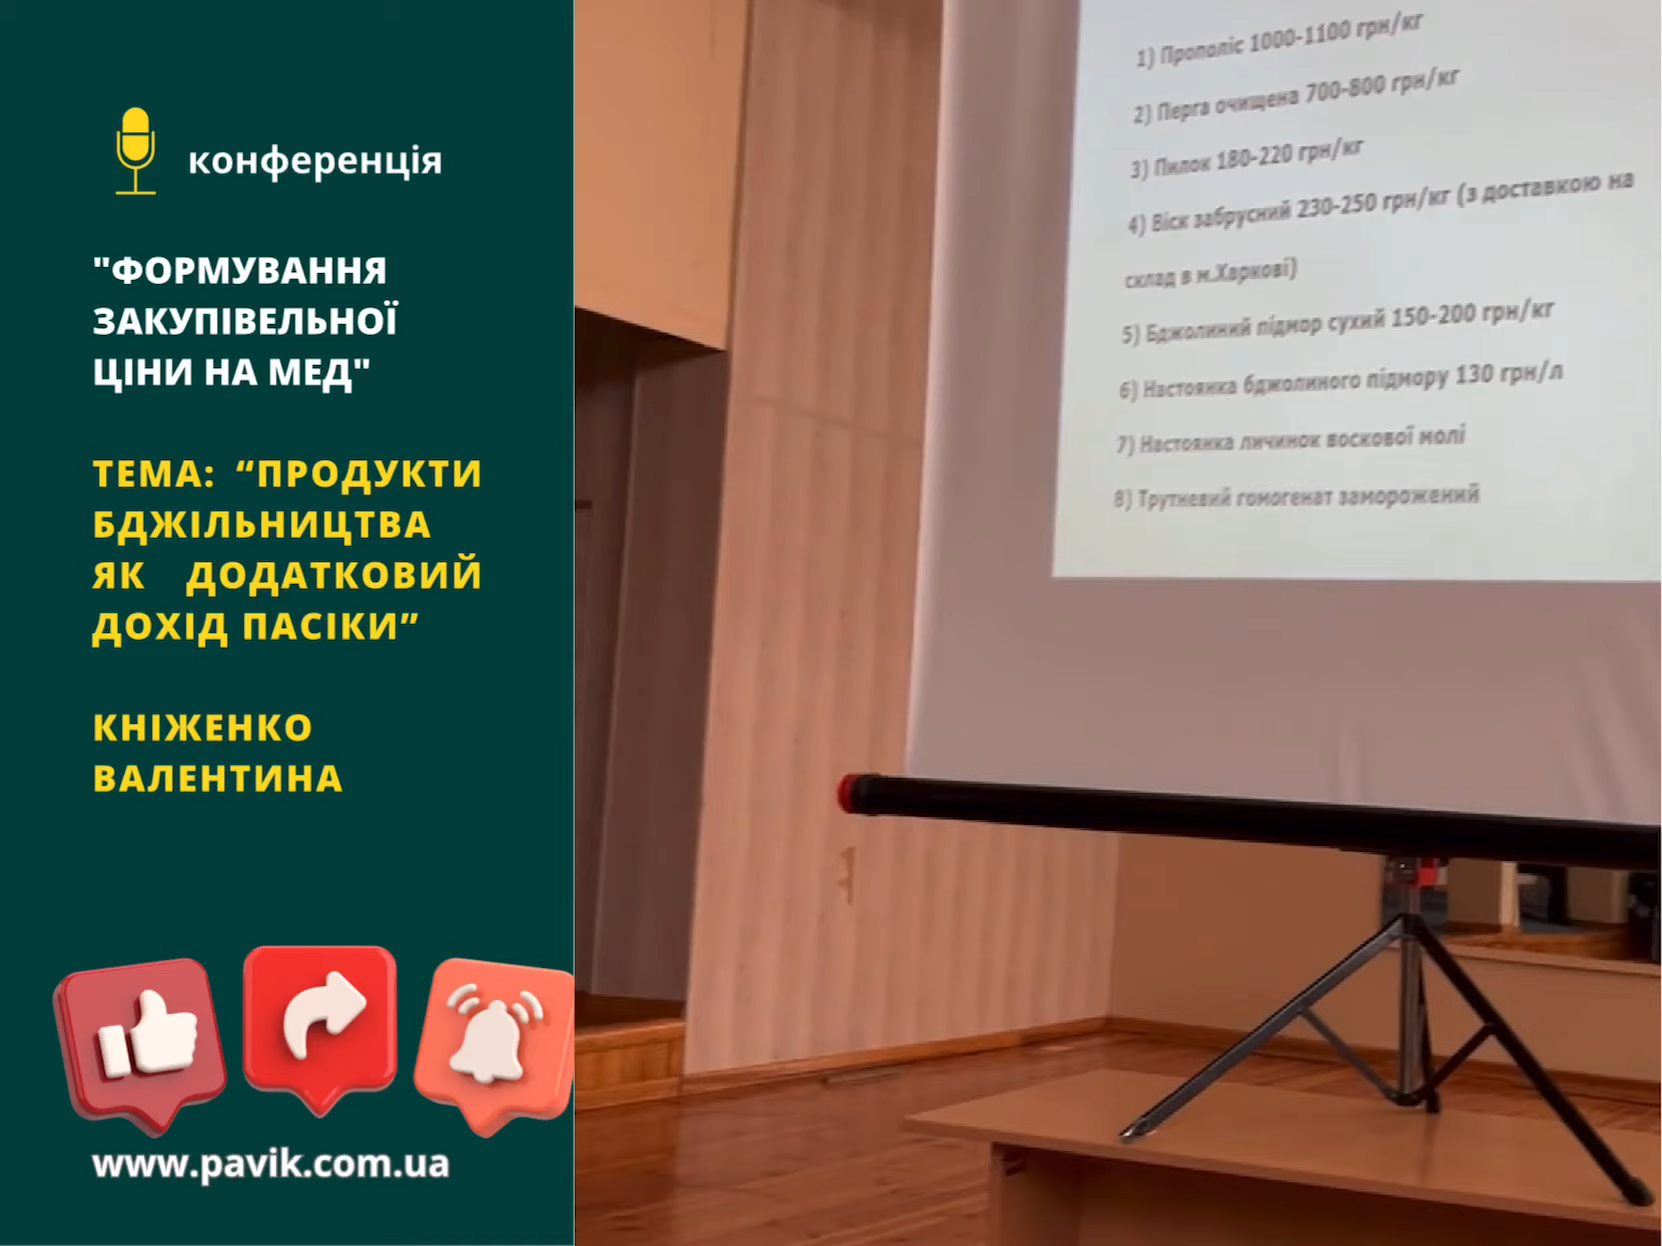 конференція
"ФОРМУВАННЯ
ЗАКУПІВЕЛЬНОЇ
ЦІНИ НА МЕД"
ТЕМА: “ПРОДУКТИ
БДЖІЛЬНИЦТВА
ЯК ДОДАТКОВИЙ
ДОХІД ПАСІКИ”
КНІЖЕНКО
ВАЛЕНТИНА
www.pavik.com.ua
1) Прополіс 1000-1100 грн/кг
2) Перга очищена 700-800 грн/кг
3) Пилок 180-220 грн/кг
4) Віск забрусний 230-250 грн/кг (з доставкою на
склад в м.Харкові)
5) Бджолиний підмор сухий 150-200 грн/кг
6) Настоянка бджолиного підмору 130 грн/л
7) Настоянка личинок воскової молі
8) Трутневий гомогенат заморожений